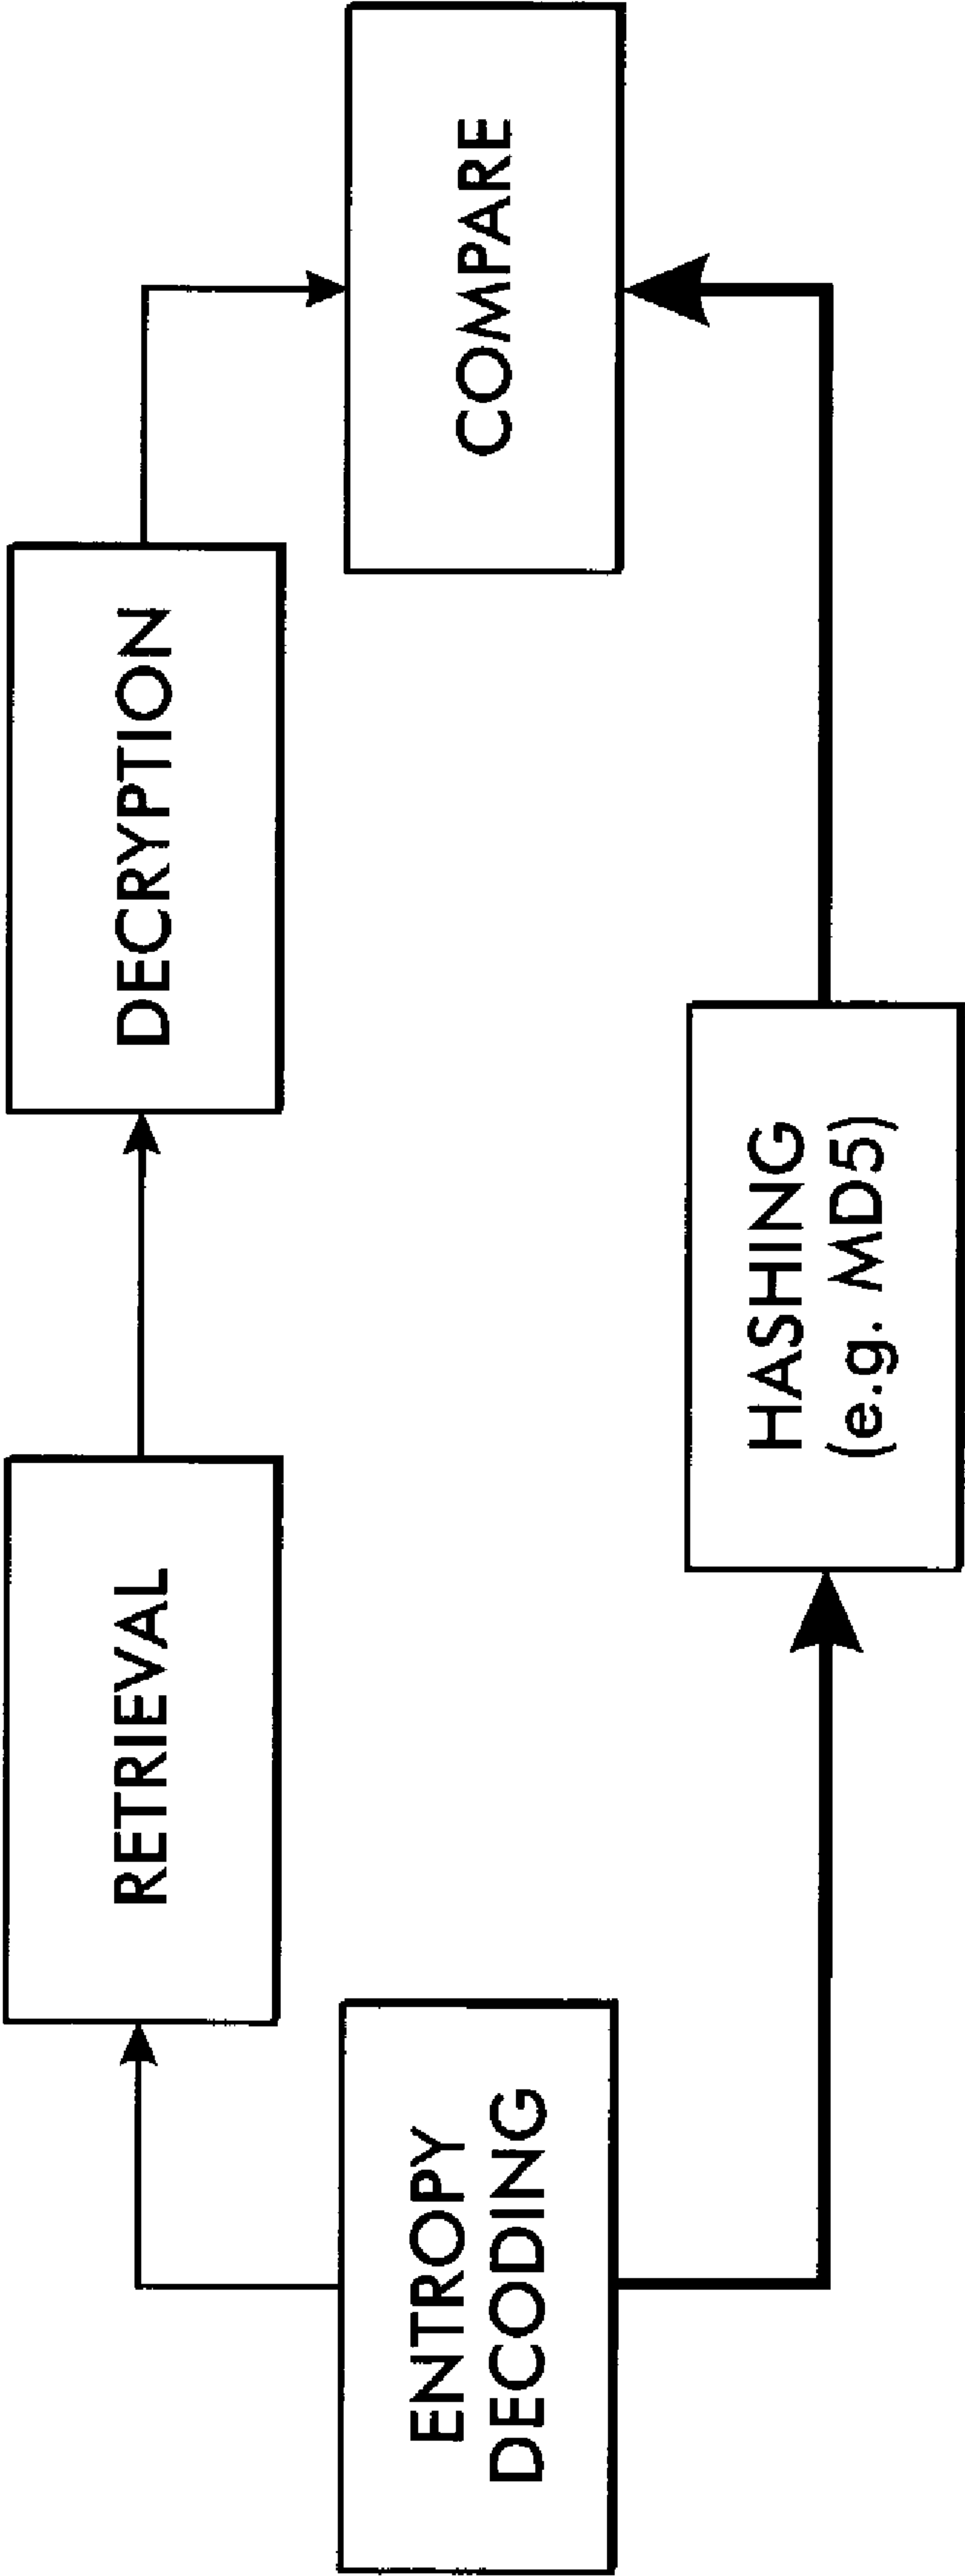 ENTROPY
DECODING
RETRIEVAL
DECRYPTION
HASHING
(e.g. MD5)
COMPARE